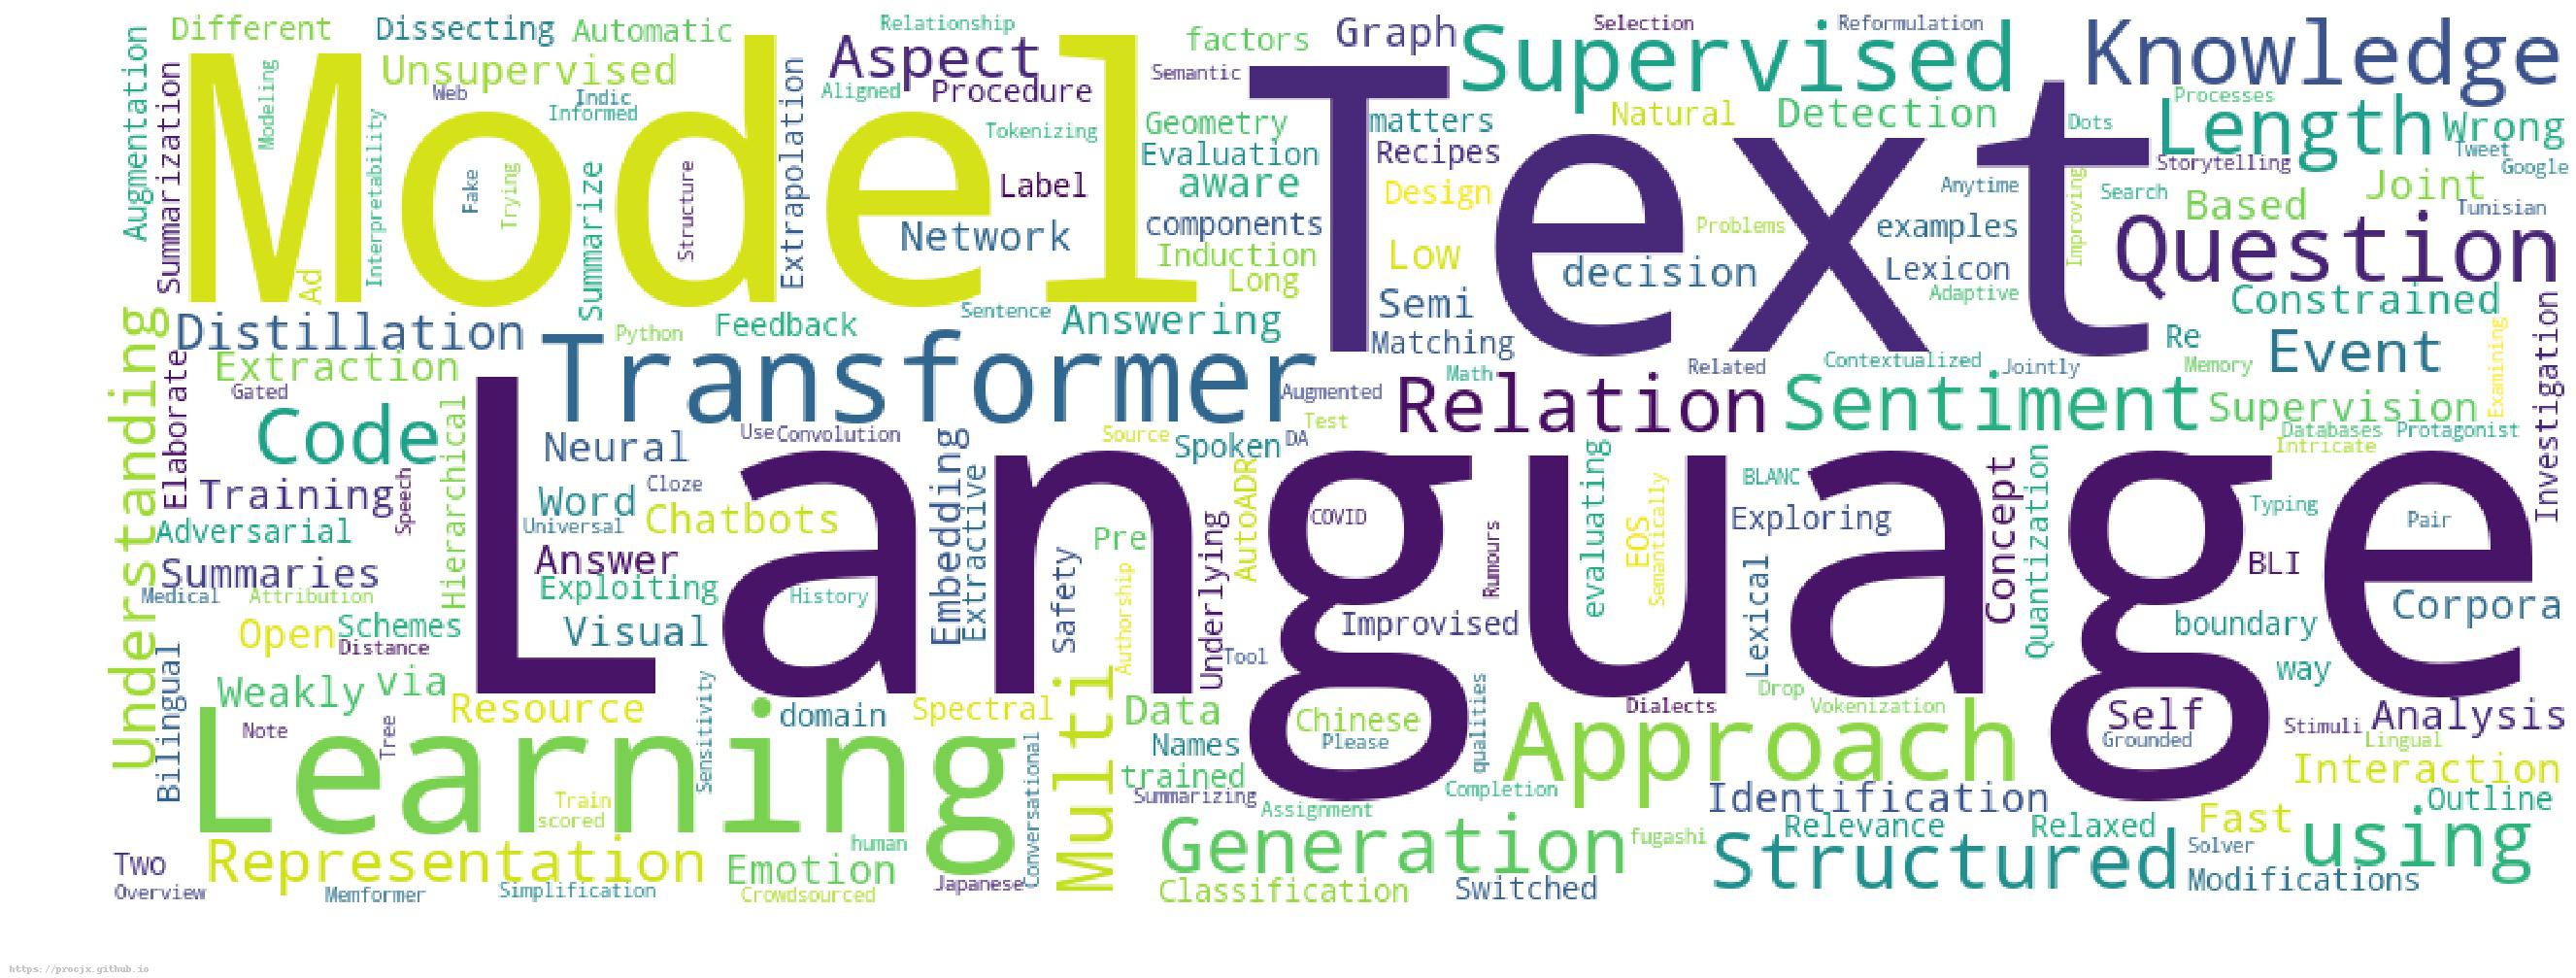 Different
Dissecting
Automatic
Relationship
factors
Graph
Selection
Reformulation
Augmentation
Summarization
Modeling
Unsupervised
Aspect
Semantic
Supervised
Knowledge
Model
Web
Indic
Informed
Extrapolation
Aligned
Procedure
Text
Natural
Detection
Processes
Interpretability
Tokenizing
Geometry
matters
Dots
Length
Wrong
Fake
Trying
Summarize
Structure
Label
Evaluation
Recipes
Storytelling
Tweet
Google
aware
Design
Anytime
Improving
Search
Joint
Network
components
Problems
examples
Based
Tunisian
Ad
Induction
Low
decision
Lexicon
Question
Long
Semi
Adaptive
Constrained
Understanding
Distillation
Python
Feedback
Sentence
Answering
Matching
Re
Event
Investigation
Elaborate
Extraction
Transformer
Math
Related
Contextualized
Jointly
Memory
Examining
Gated
Hierarchical
Augmented
Relation
Sentiment
Supervision
Code
Neural
Use
Convolution
Source
Test
Spoken
DA
Databases
Protagonist
Intricate
Language
Training
Speech
Word
Cloze
Embedding
Extractive
AutoADR
evaluating
EOS
Semantically
BLANC
Concept
Quantization
Typing
Adversarial
Universal
Chatbots
COVID
Rumours
Exploring
Pair
Summaries
Answer
Pre
Underlying
BLI
Medical
Attribution
Exploiting
History
Safety
Authorship
Lexical
Corpora
Open
Schemes
Visual
Improvised
boundary
Distance
Bilingual
Tool
way
Weakly
via
Sensitivity
Multi
Drop
Resource
domain
Spectral
Data
Chinese
qualities
Dialects
Vokenization
Self
Stimuli
Analysis
Note
Tree
Learning
Names
Please
Approach
Grounded
Lingual
Conversational
trained
Interaction
Train
scored
Summarizing
Assignment
Completion
Identification
Outline
human
Generation
fugashi
Relevance
Relaxed
Fast
using
Two
Representation
Emotion
Structured
Solver
Overview
Memformer
Simplification
Crowdsourced
Japanese
Classification
Switched
Modifications
https://procjx.github.io